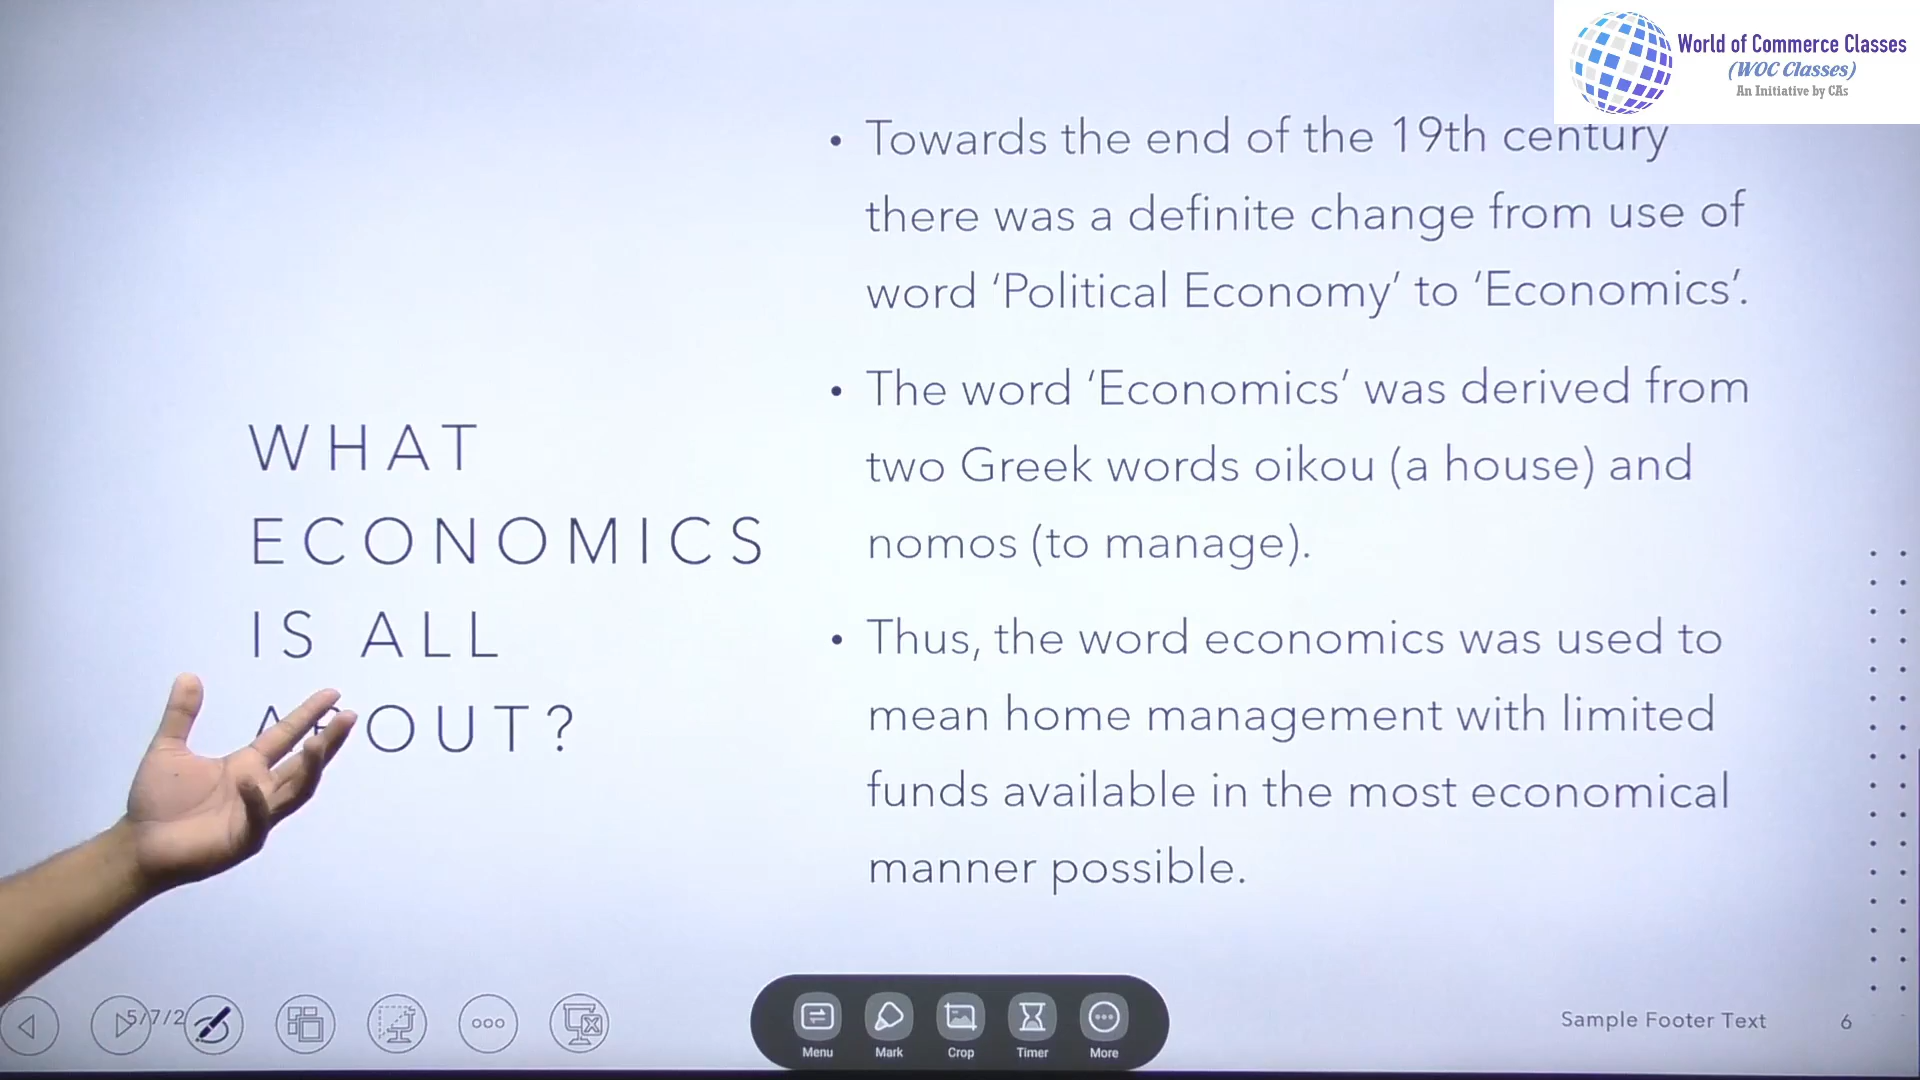 World of Commerce Classes
(WOC Classes)
An Initiative by CAs
WHAT
ECONOMICS
IS ALL
ABOUT?
• Towards the end of the 19th century
there was a definite change from use of
word ‘Political Economy’ to ‘Economics’.
• The word ‘Economics’ was derived from
two Greek words oikou (a house) and
nomos (to manage).
• Thus, the word economics was used to
mean home management with limited
funds available in the most economical
manner possible.
5/7/2
Menu Mark Crop Timer More
Sample Footer Text 6